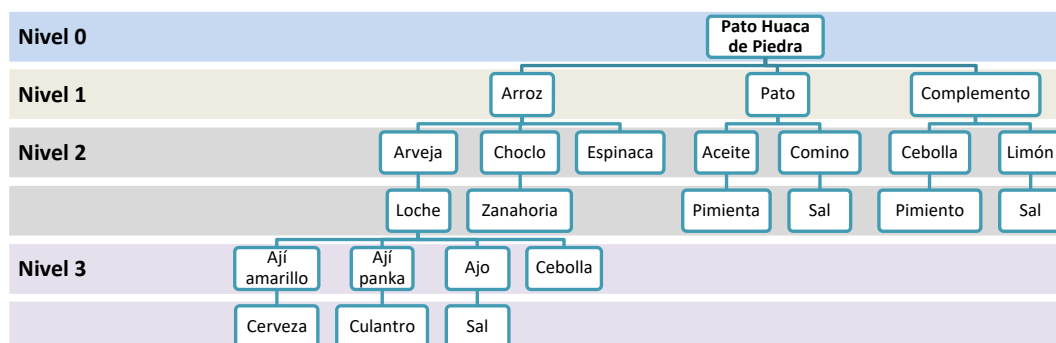 Nivel 0
Pato Huaca
de Piedra
Nivel 1
Arroz
Pato
Complemento
Nivel 2
Arveja
Choclo
Espinaca
Aceite
Comino
Cebolla
Limón
Loche
Zanahoria
Pimienta
Sal
Pimiento
Sal
Nivel 3
Ají
amarillo
Ají
panka
Ajo
Cebolla
Cerveza
Culantro
Sal